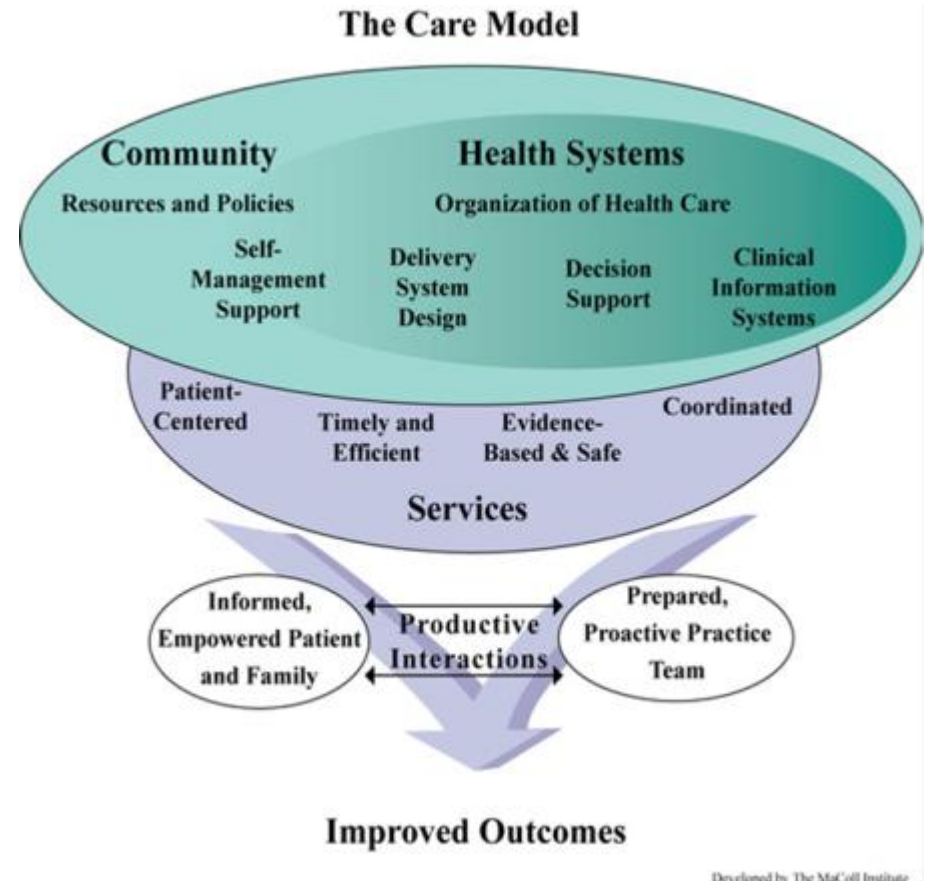 The Care Model
Community
Health Systems
Resources and Policies
Organization of Health Care
Self-
Management
Support
Delivery
System
Design
Decision
Support
Clinical
Information
Systems
Patient-
Centered
Timely and
Efficient
Evidence-
Based & Safe
Coordinated
Services
Informed,
Empowered Patient
and Family
Productive
Interactions
Prepared,
Proactive Practice
Team
Improved Outcomes
Developed by The MaColl Institute